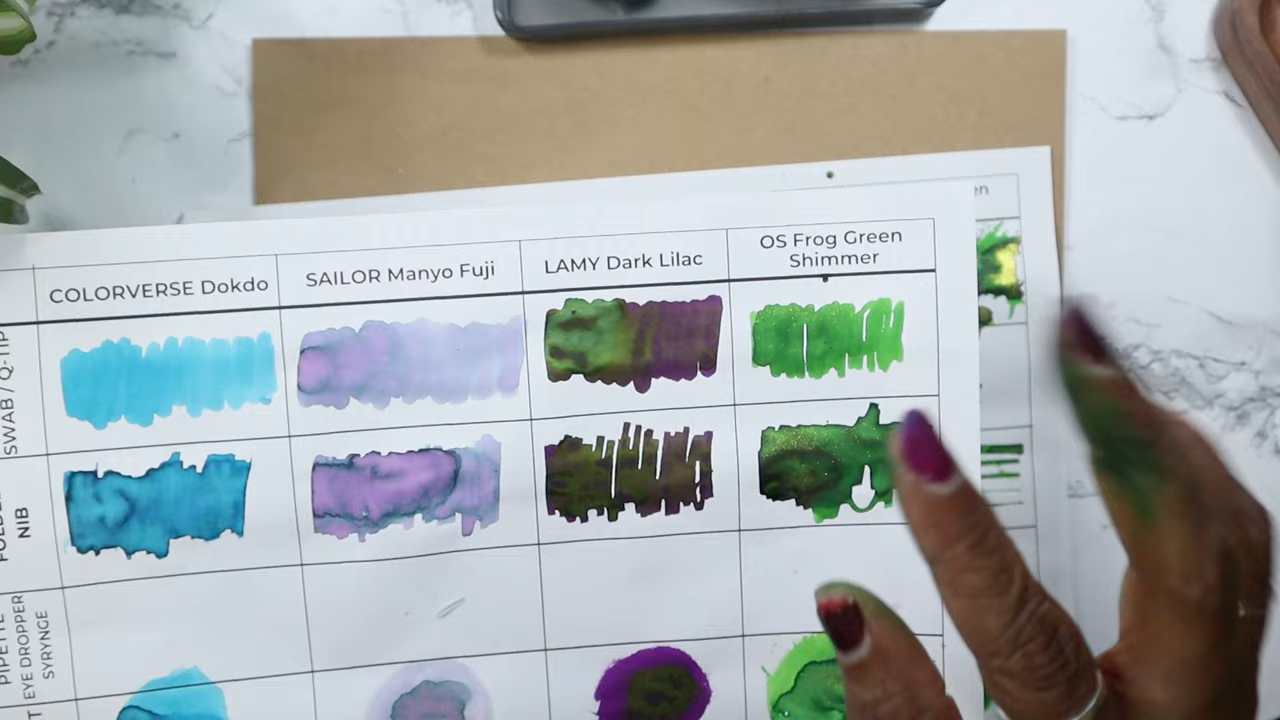 COLORVERSE Dokdo
SAILOR Manyo Fuji
LAMY Dark Lilac
OS Frog Green
Shimmer
en
SWAB / Q-TIP
NIB
PIPETTE
EYE DROPPER
SYRYNGE